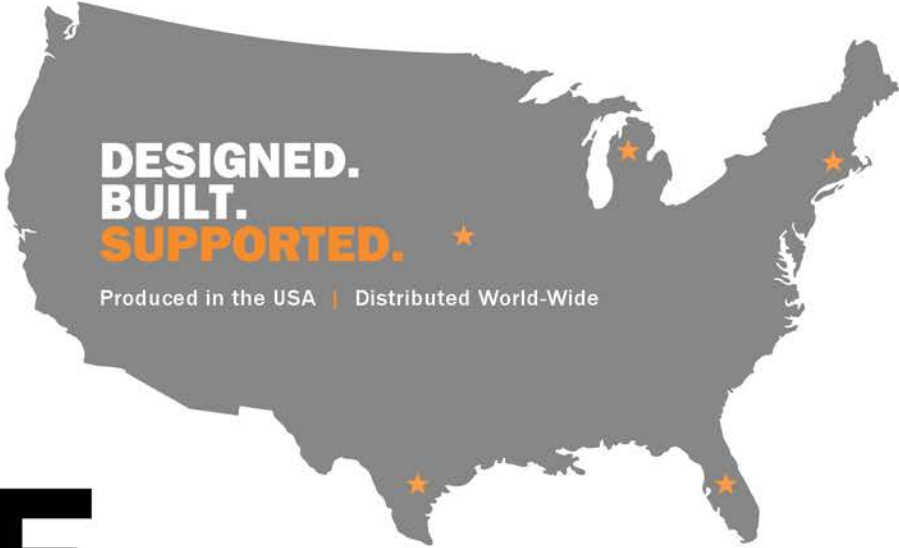 DESIGNED.
BUILT.
SUPPORTED.
Produced in the USA | Distributed World-Wide